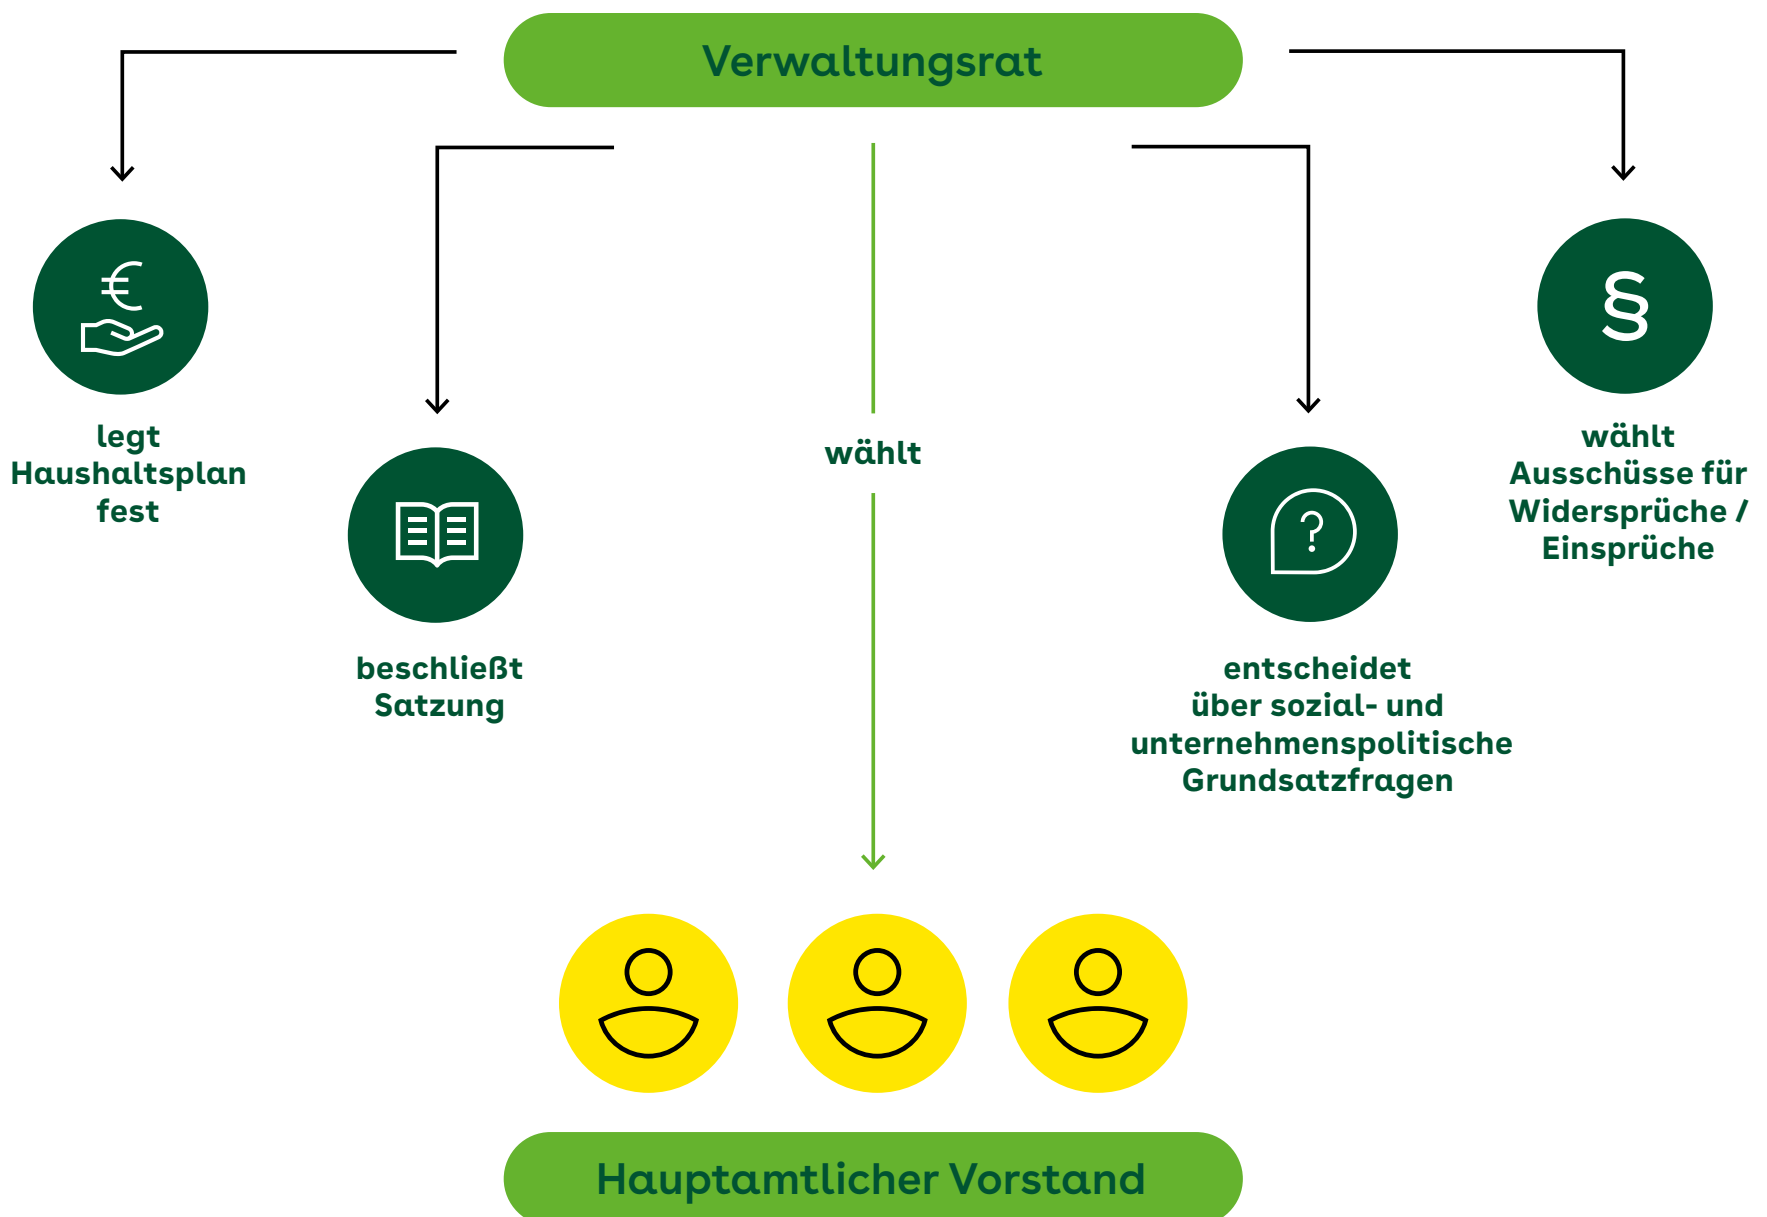 Verwaltungsrat
€
legt
Haushaltsplan
fest
beschließt
Satzung
wählt
?
entscheidet
über sozial- und
unternehmenspolitische
Grundsatzfragen
§
wählt
Ausschüsse für
Widersprüche /
Einsprüche
Hauptamtlicher Vorstand